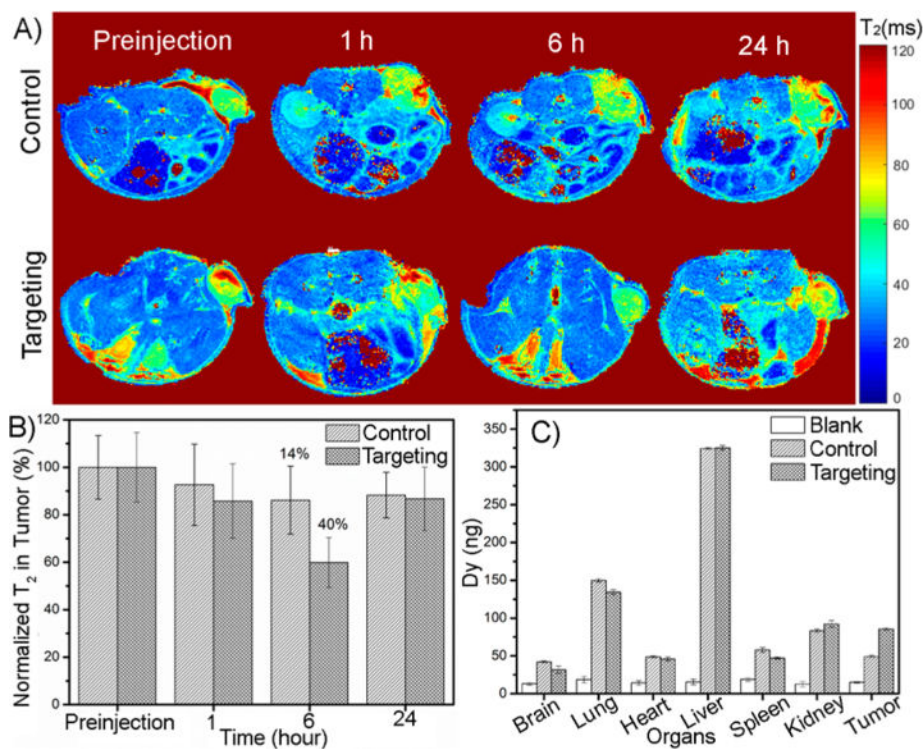 A)
Preinjection 1 h 6 h 24 h
T₂(ms)
Control
Targeting
120
100
80
60
40
20
0
B)
Control
Targeting
Normalized T₂ in Tumor (%)
120
100
80
60
40
20
0
14%
40%
Preinjection 1 6 24
Time (hour)
C)
Blank
Control
Targeting
Dy (ng)
350
300
250
200
150
100
50
0
Brain Lung Heart Liver Spleen Kidney Tumor
Organs